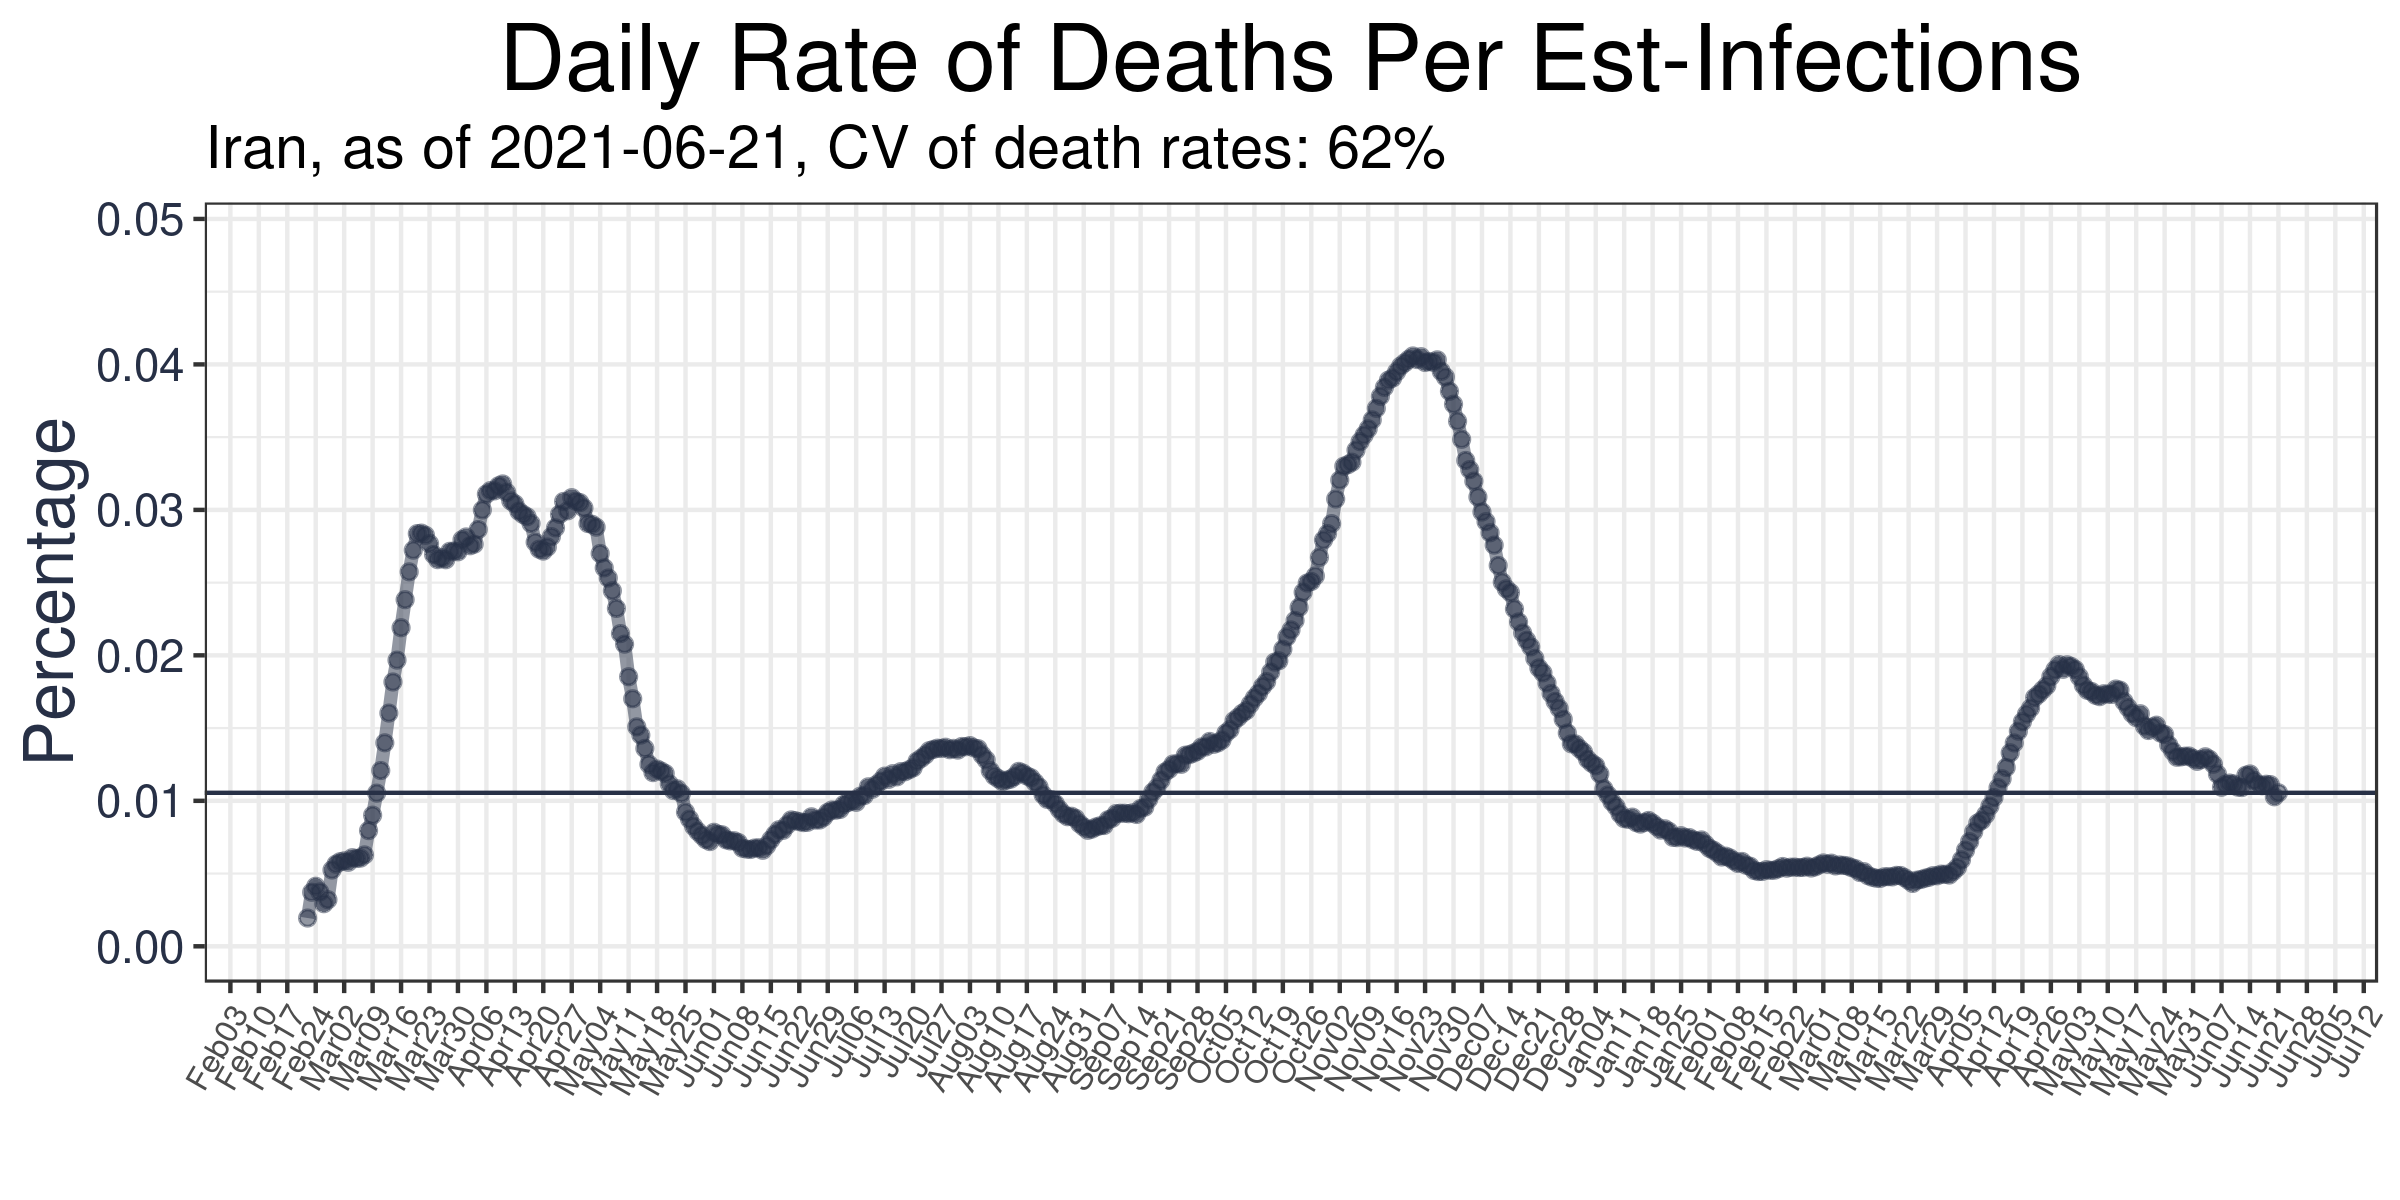 Daily Rate of Deaths Per Est-Infections
Iran, as of 2021-06-21, CV of death rates: 62%
Percentage
0.05
0.04
0.03
0.02
0.01
0.00
Feb03 Feb10 Feb17 Feb24 Mar02 Mar09 Mar16 Mar23 Mar30 Apr06 Apr13 Apr20 Apr27 May04 May11 May18 May25 Jun01 Jun08 Jun15 Jun22 Jun29 Jul06 Jul13 Jul20 Jul27 Aug03 Aug10 Aug17 Aug24 Aug31 Sep07 Sep14 Sep21 Sep28 Oct05 Oct12 Oct19 Oct26 Nov02 Nov09 Nov16 Nov23 Nov30 Dec07 Dec14 Dec21 Dec28 Jan04 Jan11 Jan18 Jan25 Feb01 Feb08 Feb15 Feb22 Mar01 Mar08 Mar15 Mar22 Mar29 Apr05 Apr12 Apr19 Apr26 May03 May10 May17 May24 May31 Jun07 Jun14 Jun21 Jun28 Jul05 Jul12